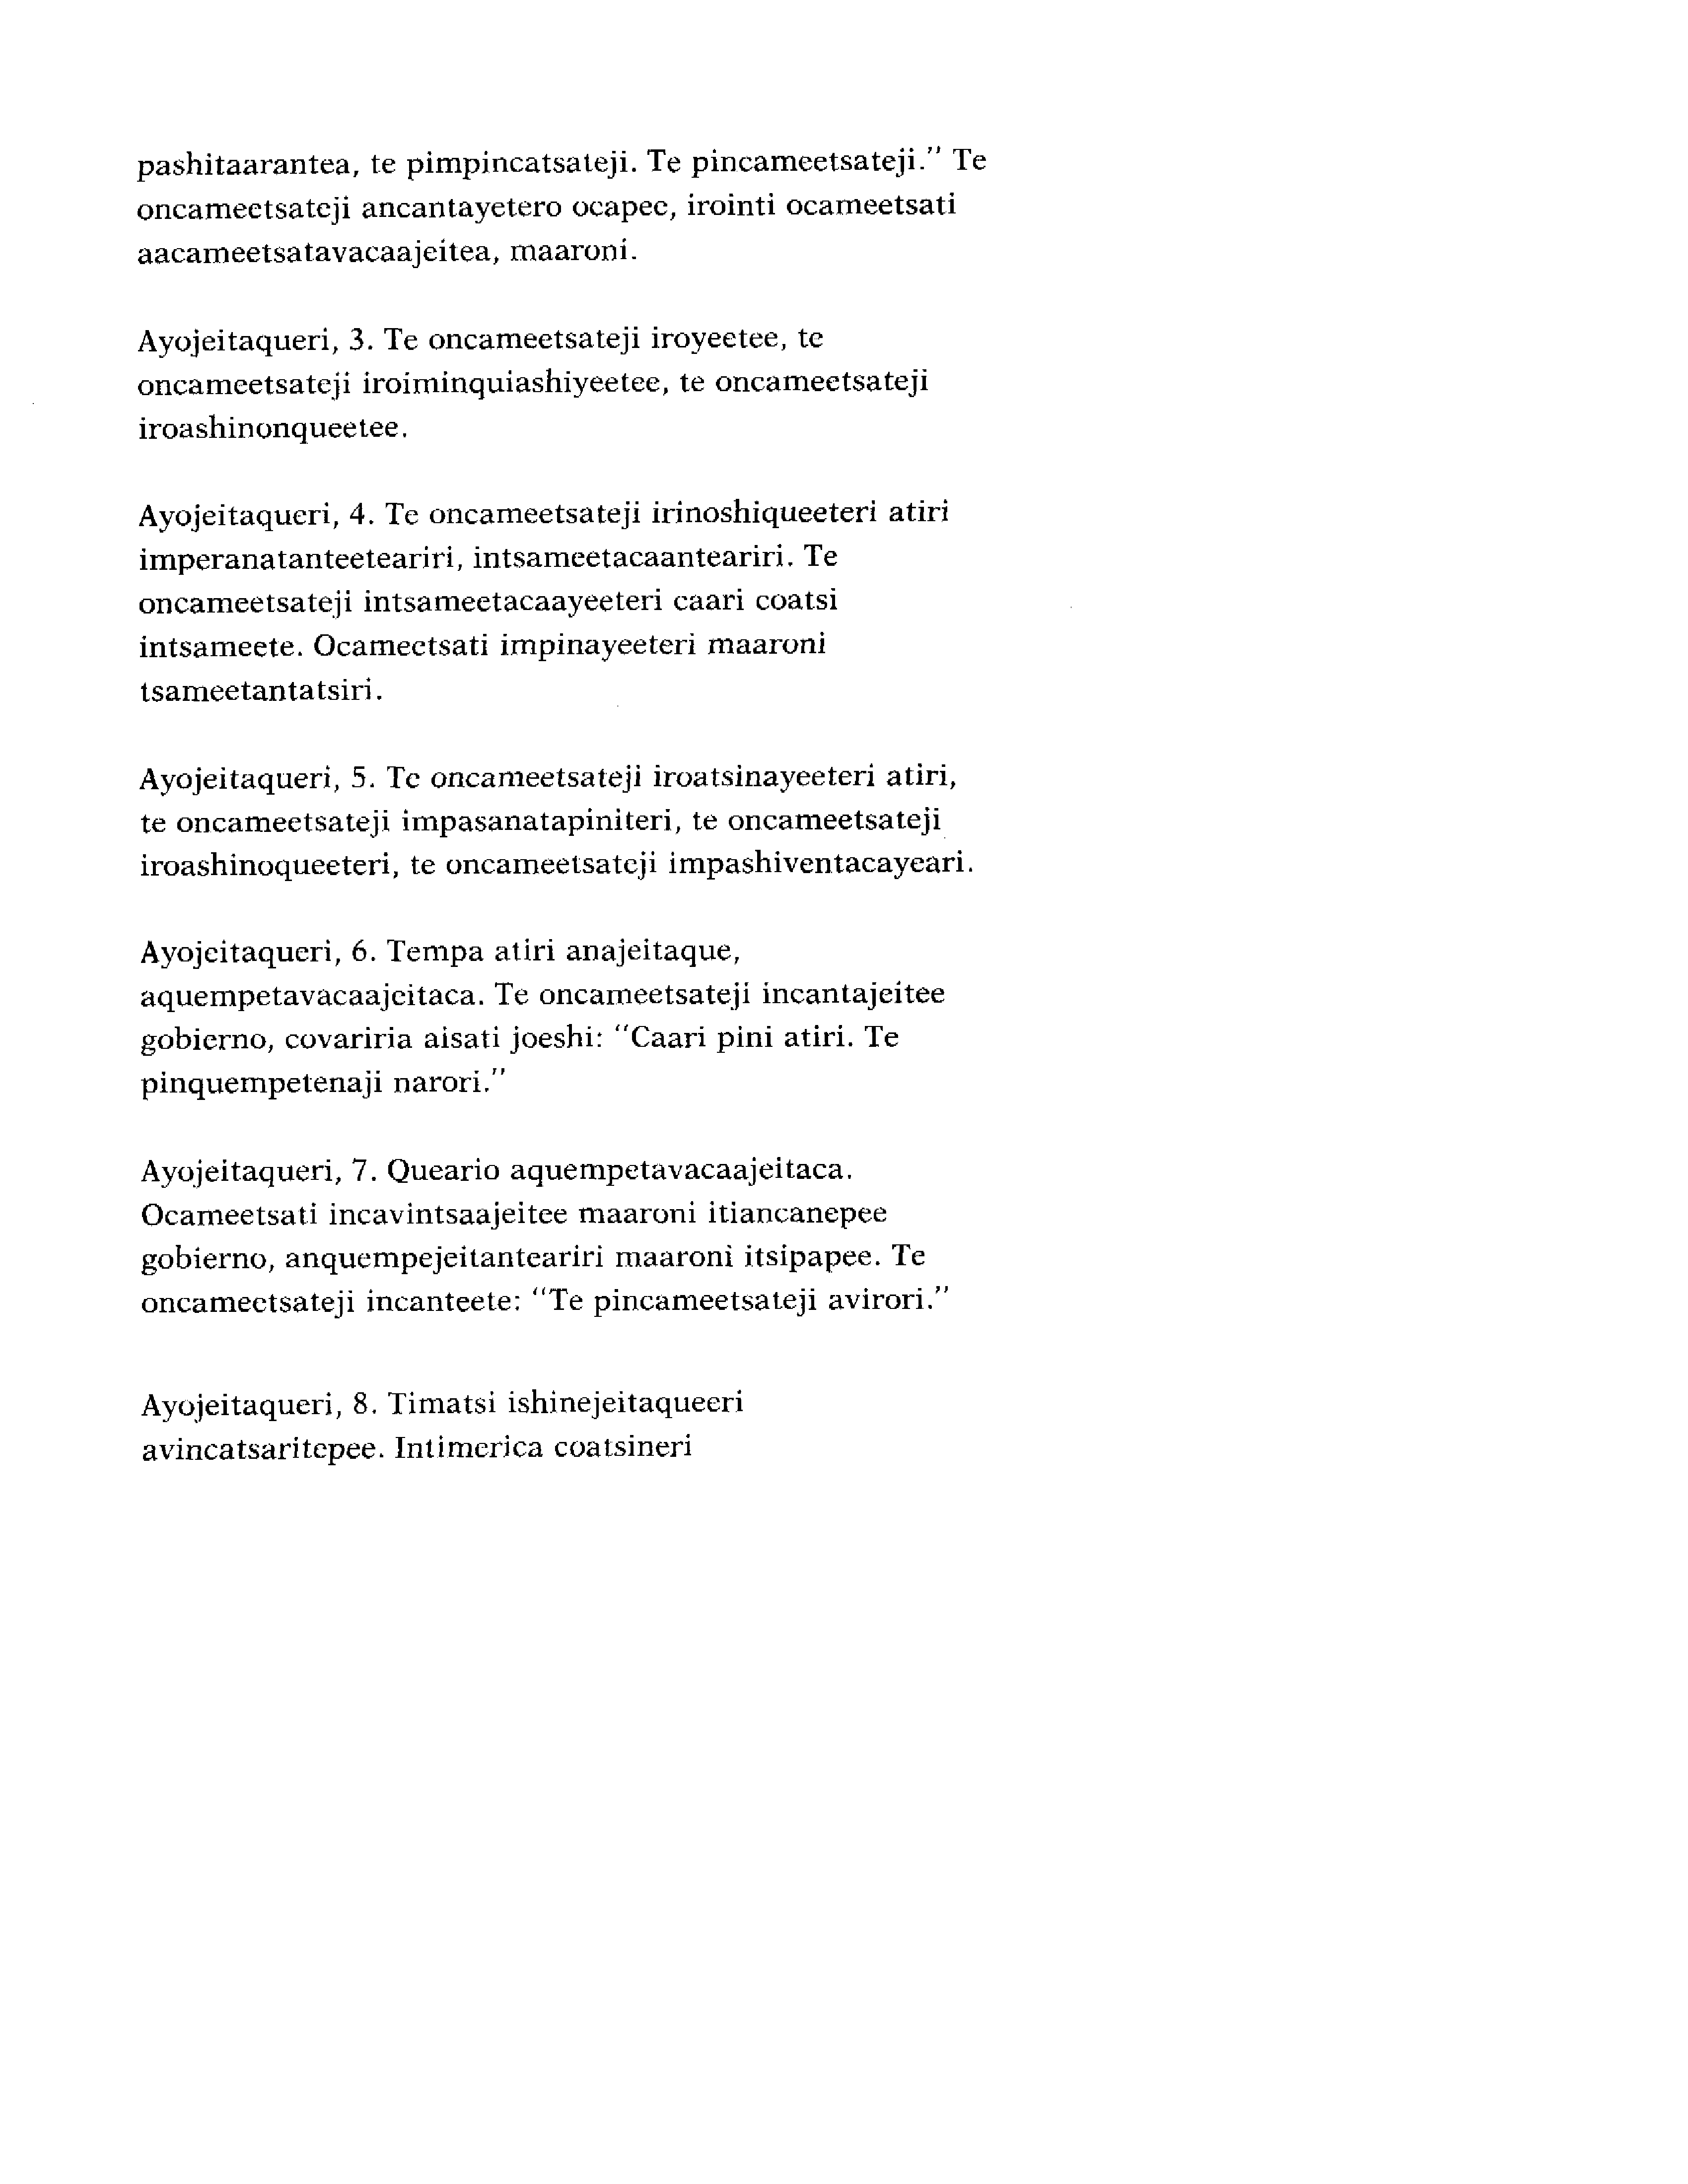 pashitaarantea, te pimpincatsateji. Te pincameetsateji." Te
oncameetsateji ancantayetero ocapee, irointi ocameetsati
aacameetsatavacaajeitea, maaroni.
Ayojeitaqueri, 3. Te oncameetsateji iroyeetee, te
oncameetsateji iroiminquiashiyeetee, te oncameetsateji
iroashinonqueetee.
Ayojeitaqueri, 4. Te oncameetsateji irinoshiqueeteri atiri
imperanatanteeteariri, intsameetacaanteariri. Te
oncameetsateji intsameetacaayeeteri caari coatsi
intsameete. Ocameetsati impinayeeteri maaroni
tsameetantatsiri.
Ayojeitaqueri, 5. Te oncameetsateji iroatsinayeeteri atiri,
te oncameetsateji impasanatapiniteri, te oncameetsateji
iroashinoqueeteri, te oncameetsateji impashiventacayeari.
Ayojeitaqueri, 6. Tempa atiri anajeitaque,
aquempetavacaajeitaca. Te oncameetsateji incantajeitee
gobierno, covariria aisati joeshi: "Caari pini atiri. Te
pinquempetenaji narori."
Ayojeitaqueri, 7. Queario aquempetavacaajeitaca.
Ocameetsati incavintsaajeitee maaroni itiancanepee
gobierno, anquempejeitanteariri maaroni itsipapee. Te
oncameetsateji incanteete: "Te pincameetsateji avirori."
Ayojeitaqueri, 8. Timatsi ishinejeitaqueeri
avincatsaritepee. Intimerica coatsineri